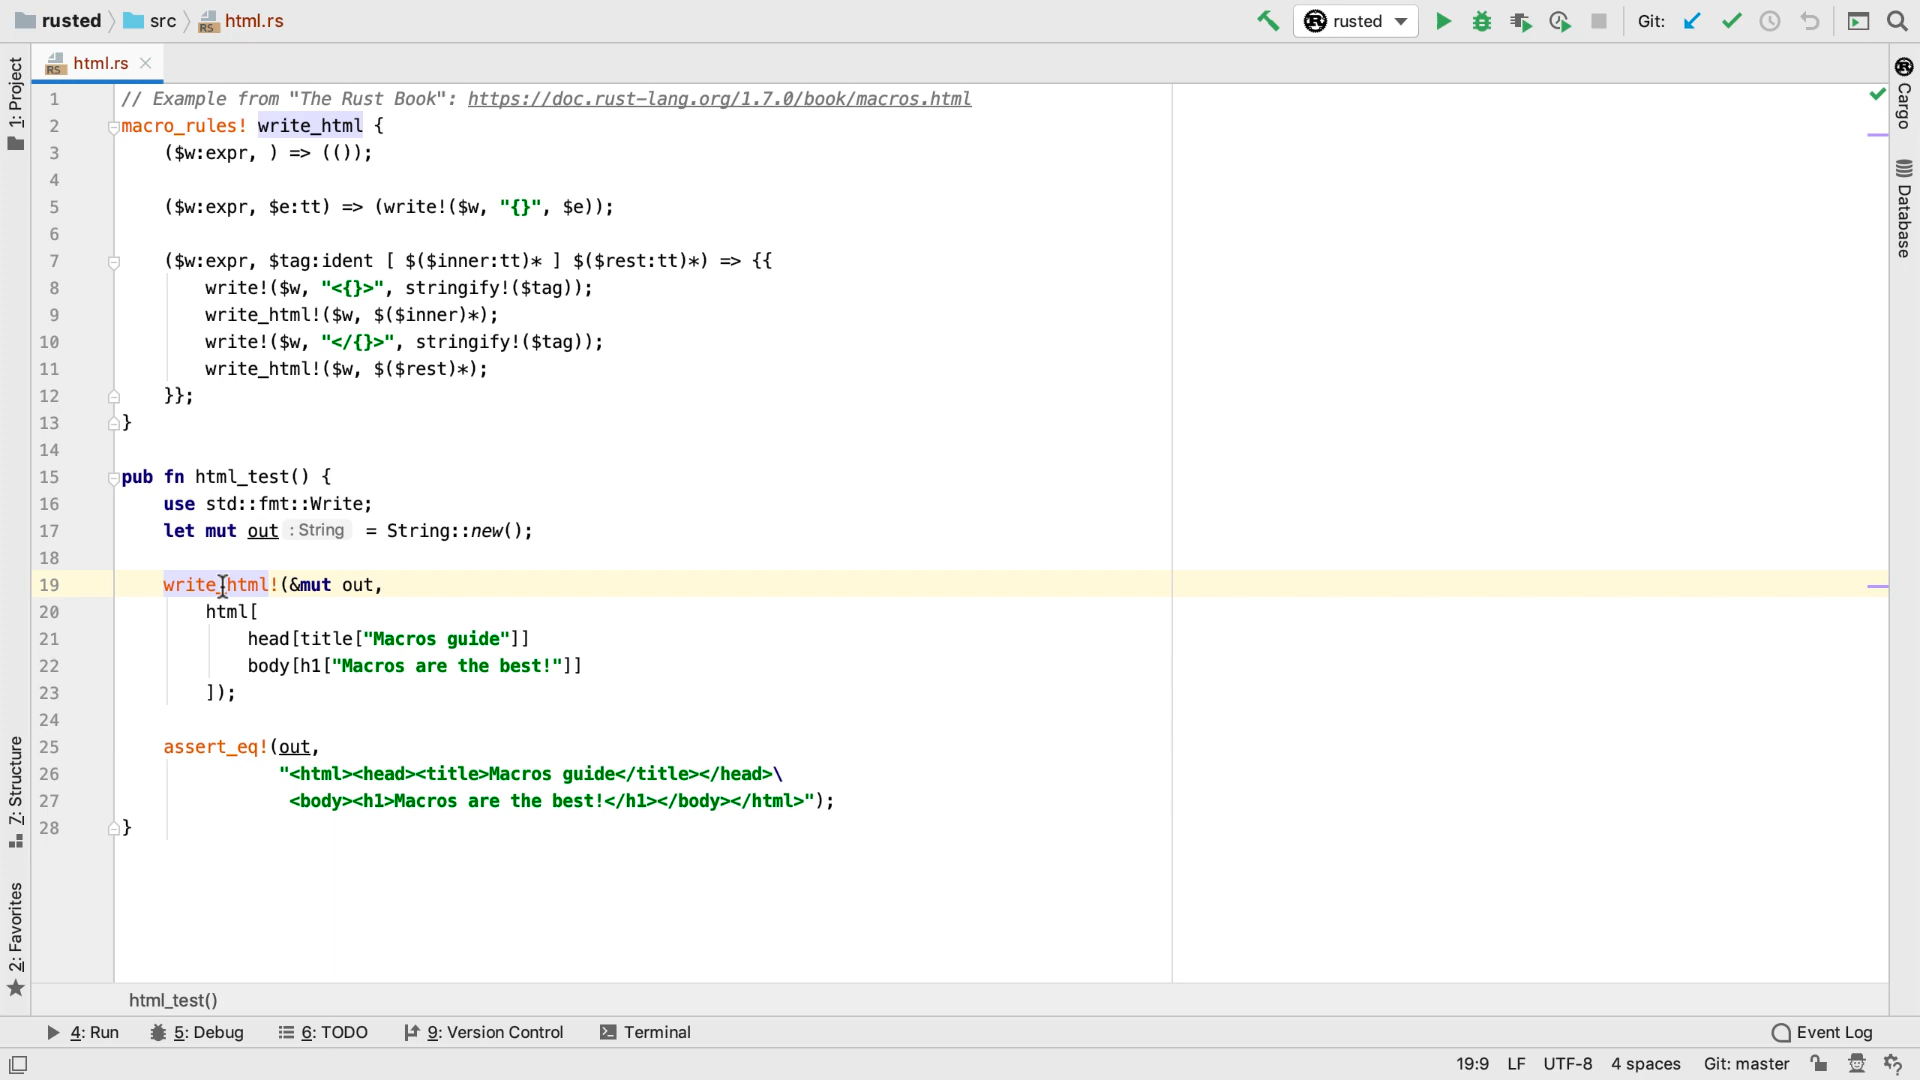 rusted src html.rs rusted Git:
html.rs
1: Project
Cargo
Database
1 // Example from "The Rust Book": https://doc.rust-lang.org/1.7.0/book/macros.html
2 macro_rules! write_html {
3     ($w:expr, ) => (());
4
5     ($w:expr, $e:tt) => (write!($w, "{}", $e));
6
7     ($w:expr, $tag:ident [ $($inner:tt)* ] $($rest:tt)*) => {{
8         write!($w, "<{}>", stringify!($tag));
9         write_html!($w, $($inner)*);
10         write!($w, "</{}>", stringify!($tag));
11         write_html!($w, $($rest)*);
12     }};
13 }
14
15 pub fn html_test() {
16     use std::fmt::Write;
17     let mut out : String = String::new();
18
19     write_html!(&mut out,
20         html[
21             head[title["Macros guide"]]
22             body[h1["Macros are the best!"]]
23         ]);
24
25     assert_eq!(out,
26                "<html><head><title>Macros guide</title></head>\
27                 <body><h1>Macros are the best!</h1></body></html>");
28 }
7: Structure
2: Favorites
html_test()
4: Run 5: Debug 6: TODO 9: Version Control Terminal Event Log
19:9 LF UTF-8 4 spaces Git: master